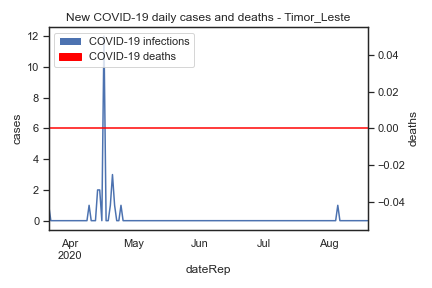 New COVID-19 daily cases and deaths - Timor_Leste
COVID-19 infections
COVID-19 deaths
12
10
8
6
4
2
0
cases
0.04
0.02
0.00
−0.02
−0.04
deaths
Apr
2020
May
Jun
Jul
Aug
dateRep